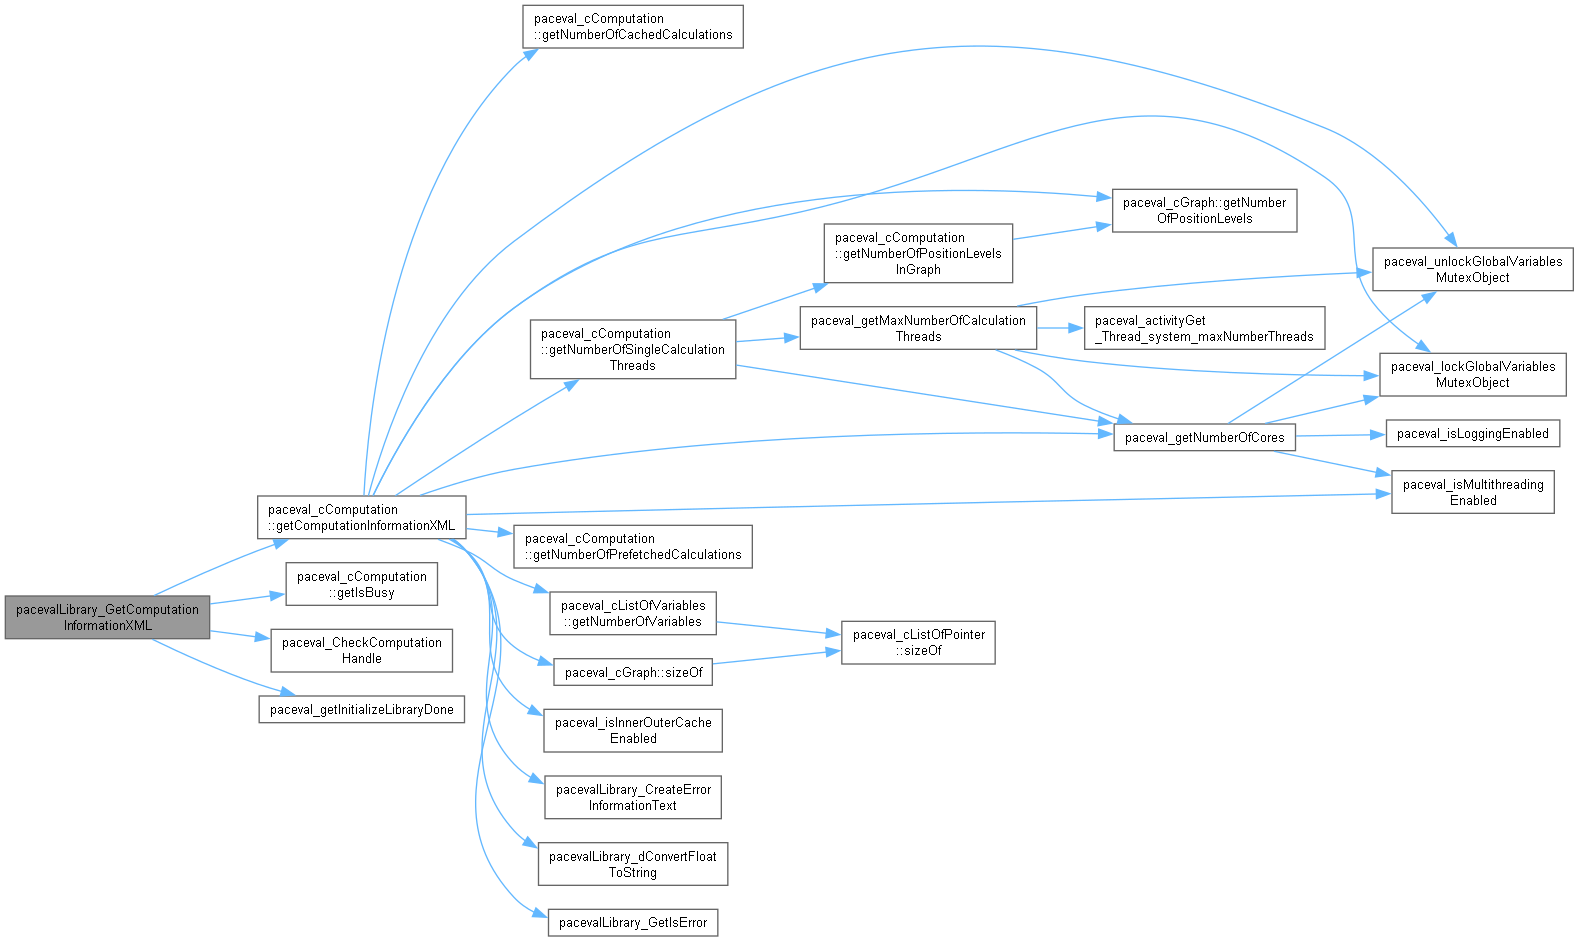 paceval_cComputation
::getNumberOfCachedCalculations
paceval_cGraph::getNumber
OfPositionLevels
paceval_cComputation
::getNumberOfPositionLevels
InGraph
paceval_unlockGlobalVariables
MutexObject
paceval_getMaxNumberOfCalculation
Threads
paceval_activityGet
_Thread_system_maxNumberThreads
paceval_cComputation
::getNumberOfSingleCalculation
Threads
paceval_lockGlobalVariables
MutexObject
paceval_getNumberOfCores
paceval_isLoggingEnabled
paceval_isMultithreading
Enabled
paceval_cComputation
::getComputationInformationXML
paceval_cComputation
::getNumberOfPrefetchedCalculations
paceval_cComputation
::getIsBusy
pacevalLibrary_GetComputation
InformationXML
paceval_cListOfVariables
::getNumberOfVariables
paceval_cListOfPointer
::sizeOf
paceval_CheckComputation
Handle
paceval_cGraph::sizeOf
paceval_getInitializeLibraryDone
paceval_isInnerOuterCache
Enabled
pacevalLibrary_CreateError
InformationText
pacevalLibrary_dConvertFloat
ToString
pacevalLibrary_GetIsError